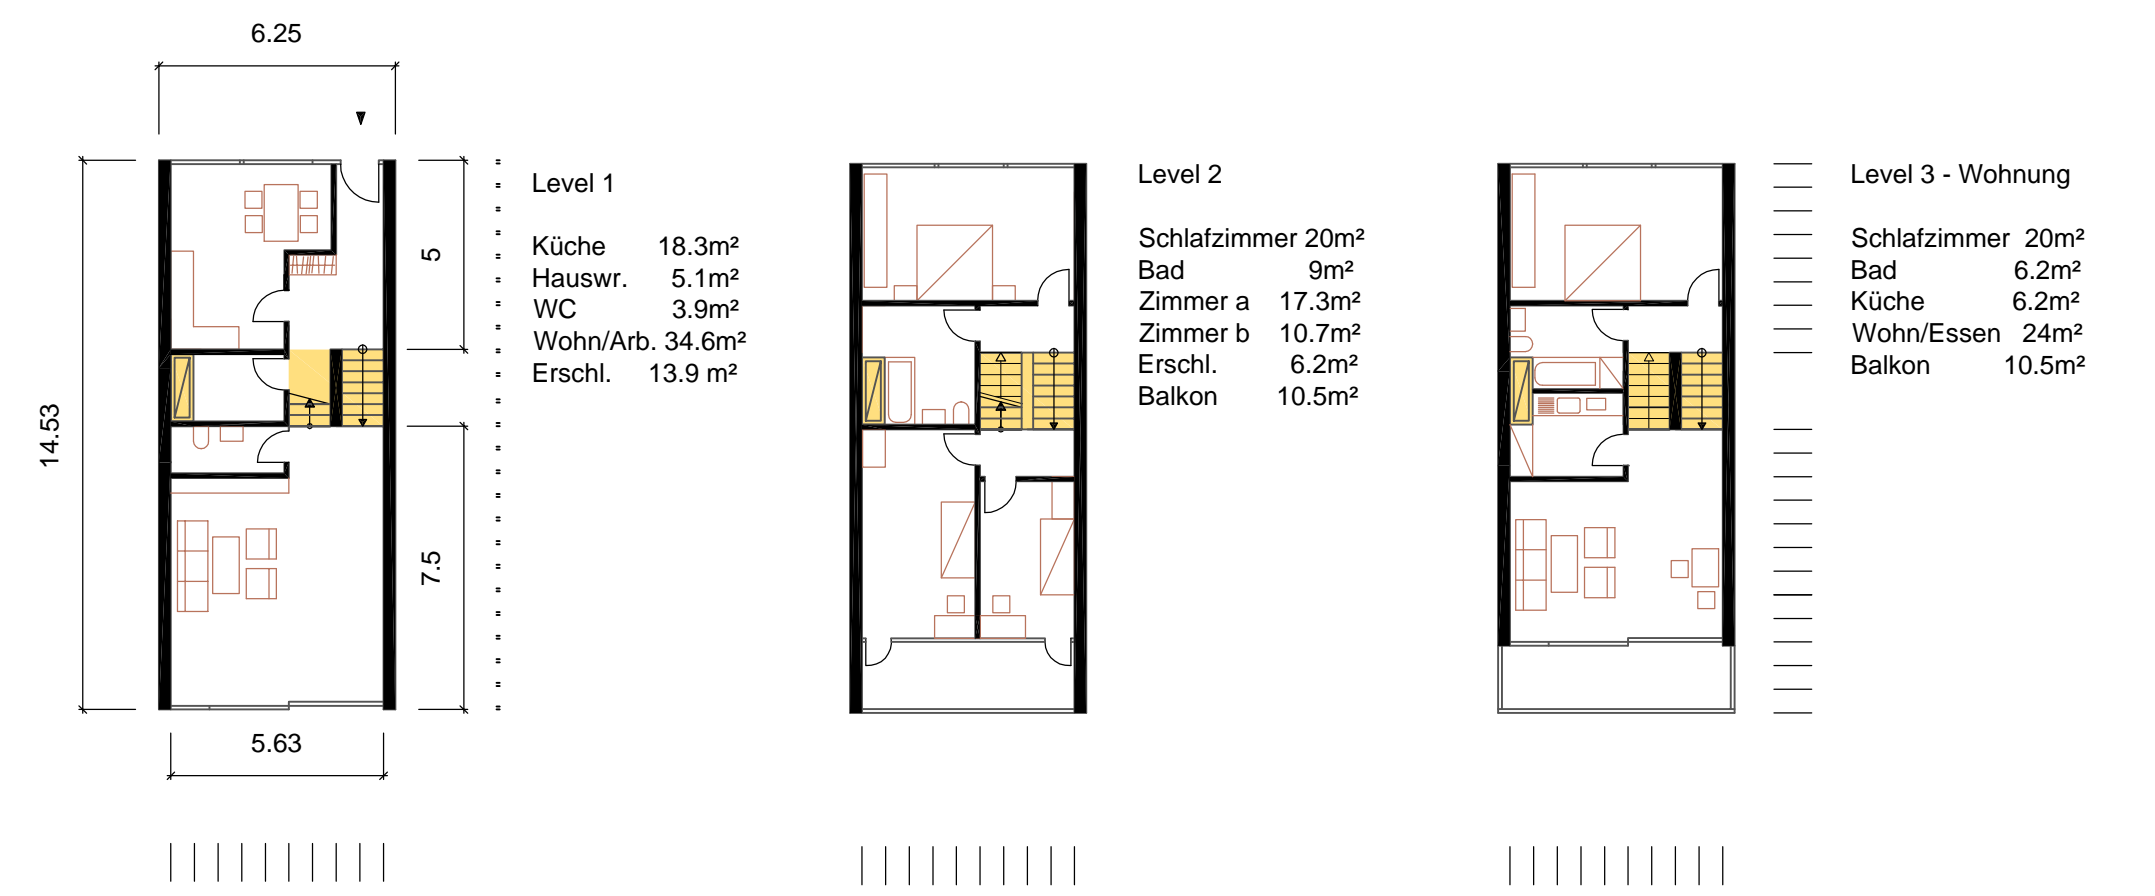 6.25
14.53
5
7.5
5.63
Level 1
Küche 18.3m²
Hauswr. 5.1m²
WC 3.9m²
Wohn/Arb. 34.6m²
Erschl. 13.9 m²
Level 2
Schlafzimmer 20m²
Bad 9m²
Zimmer a 17.3m²
Zimmer b 10.7m²
Erschl. 6.2m²
Balkon 10.5m²
Level 3 - Wohnung
Schlafzimmer 20m²
Bad 6.2m²
Küche 6.2m²
Wohn/Essen 24m²
Balkon 10.5m²